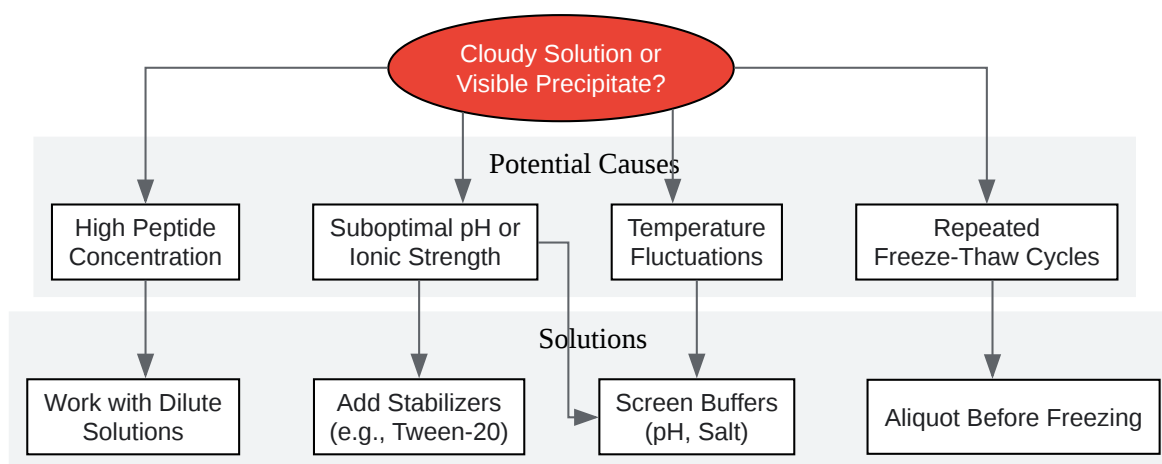 Cloudy Solution or
Visible Precipitate?
Potential Causes
High Peptide
Concentration
Suboptimal pH or
Ionic Strength
Temperature
Fluctuations
Repeated
Freeze-Thaw Cycles
Solutions
Work with Dilute
Solutions
Add Stabilizers
(e.g., Tween-20)
Screen Buffers
(pH, Salt)
Aliquot Before Freezing